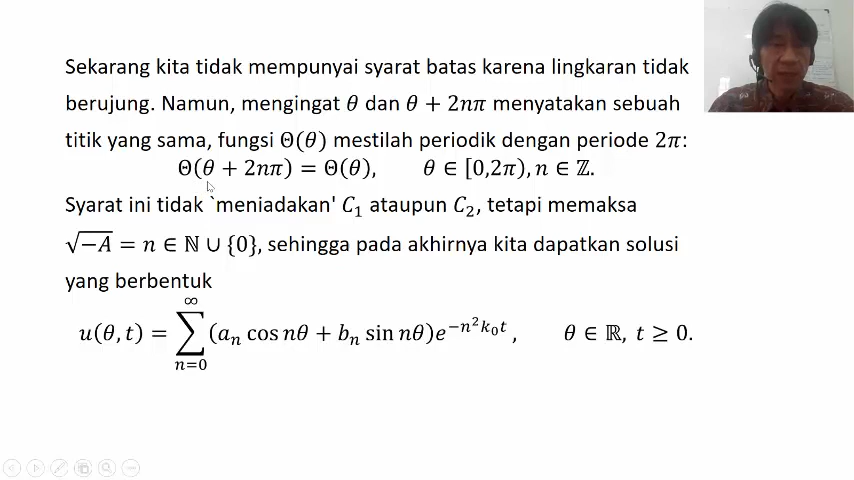 Sekarang kita tidak mempunyai syarat batas karena lingkaran tidak
berujung. Namun, mengingat θ dan θ + 2nπ menyatakan sebuah
titik yang sama, fungsi Θ(θ) mestilah periodik dengan periode 2π:
Θ(θ + 2nπ) = Θ(θ), θ ∈ [0,2π), n ∈ ℤ.
Syarat ini tidak `meniadakan' C₁ ataupun C₂, tetapi memaksa
√−A = n ∈ ℕ ∪ {0}, sehingga pada akhirnya kita dapatkan solusi
yang berbentuk
u(θ, t) = ∑_{n=0}^{∞} (aₙ cos nθ + bₙ sin nθ)e^{−n²k₀t}, θ ∈ ℝ, t ≥ 0.